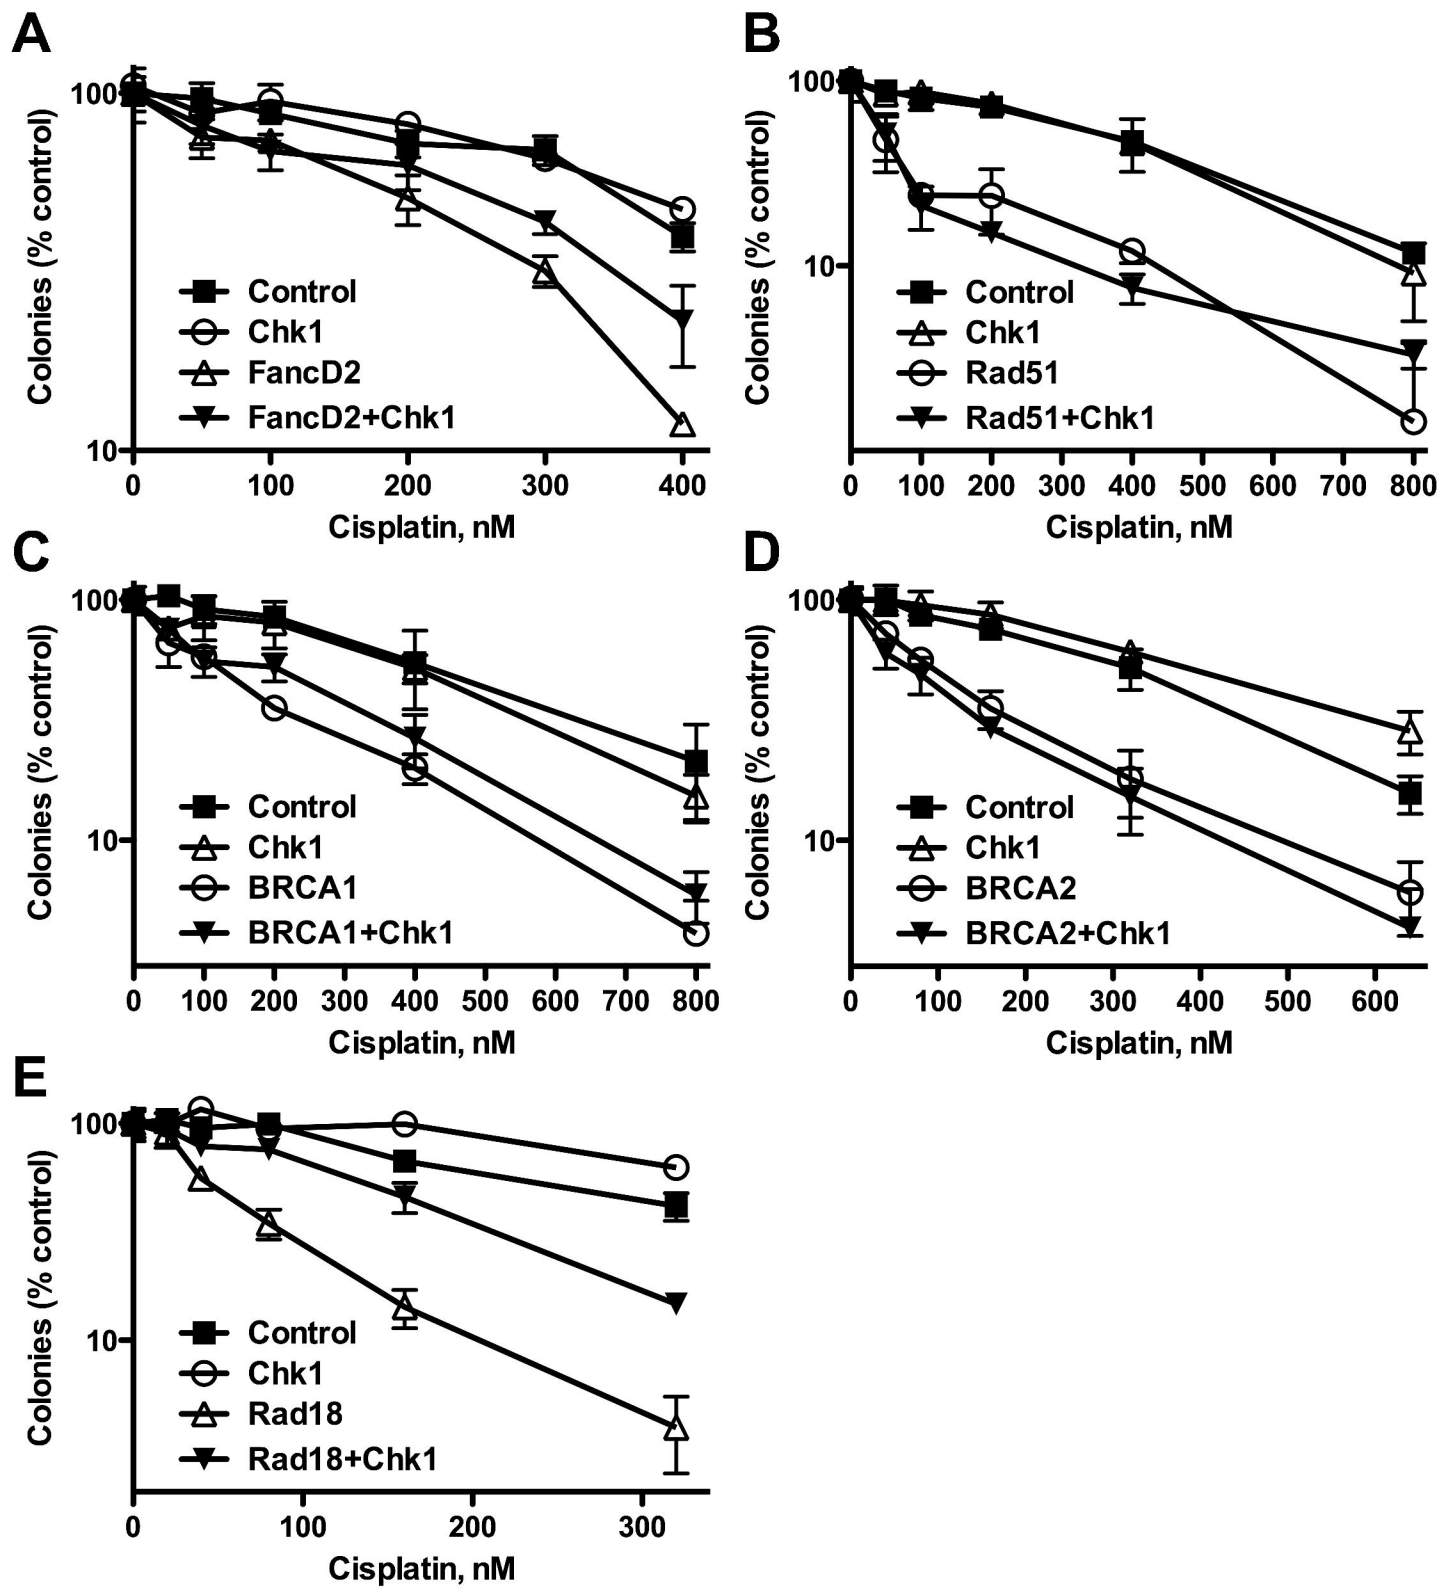 A
Colonies (% control)
100
10
Control
Chk1
FancD2
FancD2+Chk1
0 100 200 300 400
Cisplatin, nM
B
Colonies (% control)
100
10
Control
Chk1
Rad51
Rad51+Chk1
0 100 200 300 400 500 600 700 800
Cisplatin, nM
C
Colonies (% control)
100
10
Control
Chk1
BRCA1
BRCA1+Chk1
0 100 200 300 400 500 600 700 800
Cisplatin, nM
D
Colonies (% control)
100
10
Control
Chk1
BRCA2
BRCA2+Chk1
0 100 200 300 400 500 600
Cisplatin, nM
E
Colonies (% control)
100
10
Control
Chk1
Rad18
Rad18+Chk1
0 100 200 300
Cisplatin, nM